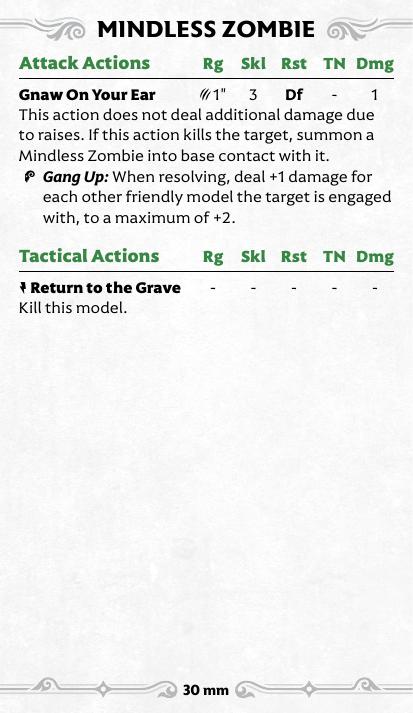 MINDLESS ZOMBIE
Attack Actions Rg Skl Rst TN Dmg
Gnaw On Your Ear 1" 3 Df - 1
This action does not deal additional damage due
to raises. If this action kills the target, summon a
Mindless Zombie into base contact with it.
Gang Up: When resolving, deal +1 damage for
each other friendly model the target is engaged
with, to a maximum of +2.
Tactical Actions Rg Skl Rst TN Dmg
Return to the Grave - - - - -
Kill this model.
30 mm